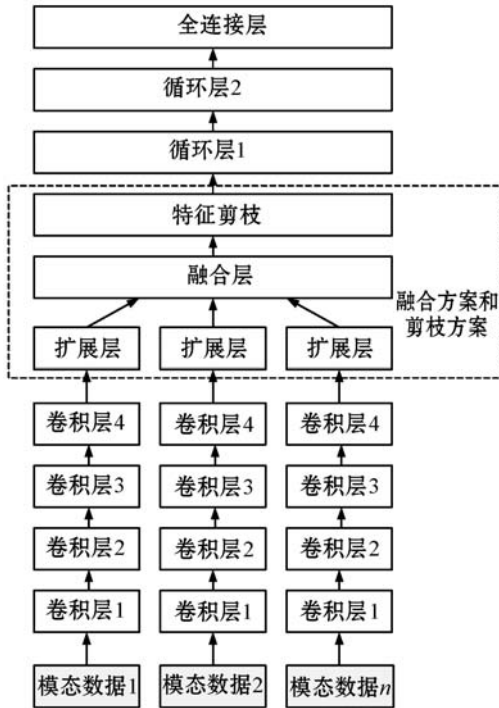 全连接层
循环层2
循环层1
特征剪枝
融合层
融合方案和
剪枝方案
扩展层 扩展层 扩展层
卷积层4 卷积层4 卷积层4
卷积层3 卷积层3 卷积层3
卷积层2 卷积层2 卷积层2
卷积层1 卷积层1 卷积层1
模态数据1 模态数据2 模态数据n